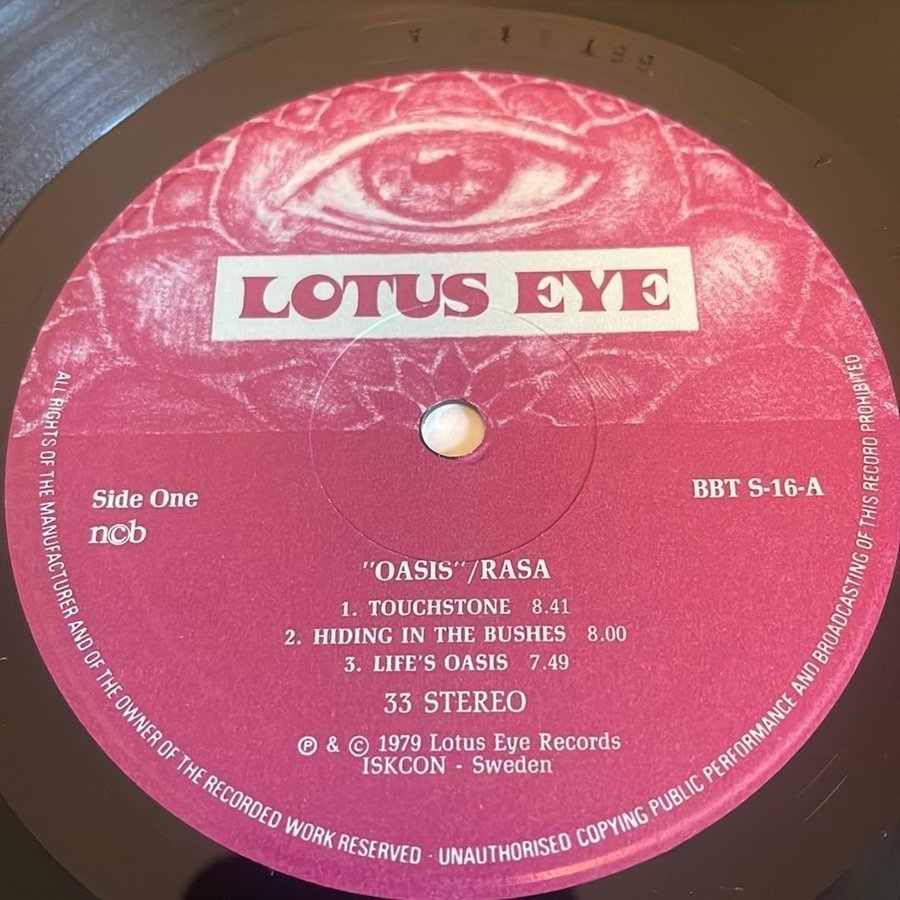 LOTUS EYE
Side One
n©b
BBT S-16-A
"OASIS"/RASA
1. TOUCHSTONE 8.41
2. HIDING IN THE BUSHES 8.00
3. LIFE'S OASIS 7.49
33 STEREO
℗ & © 1979 Lotus Eye Records
ISKCON - Sweden
ALL RIGHTS OF THE MANUFACTURER AND OF THE OWNER OF THE RECORDED WORK RESERVED · UNAUTHORISED COPYING PUBLIC PERFORMANCE AND BROADCASTING OF THIS RECORD PROHIBITED